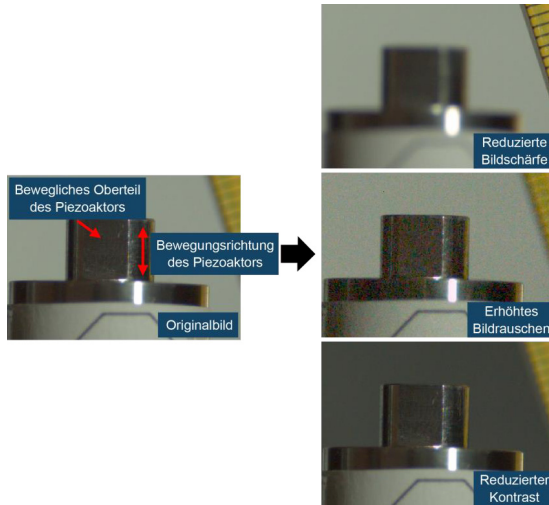 Bewegliches Oberteil
des Piezoaktors
Bewegungsrichtung
des Piezoaktors
Originalbild
Reduzierte
Bildschärfe
Erhöhtes
Bildrauschen
Reduzierter
Kontrast